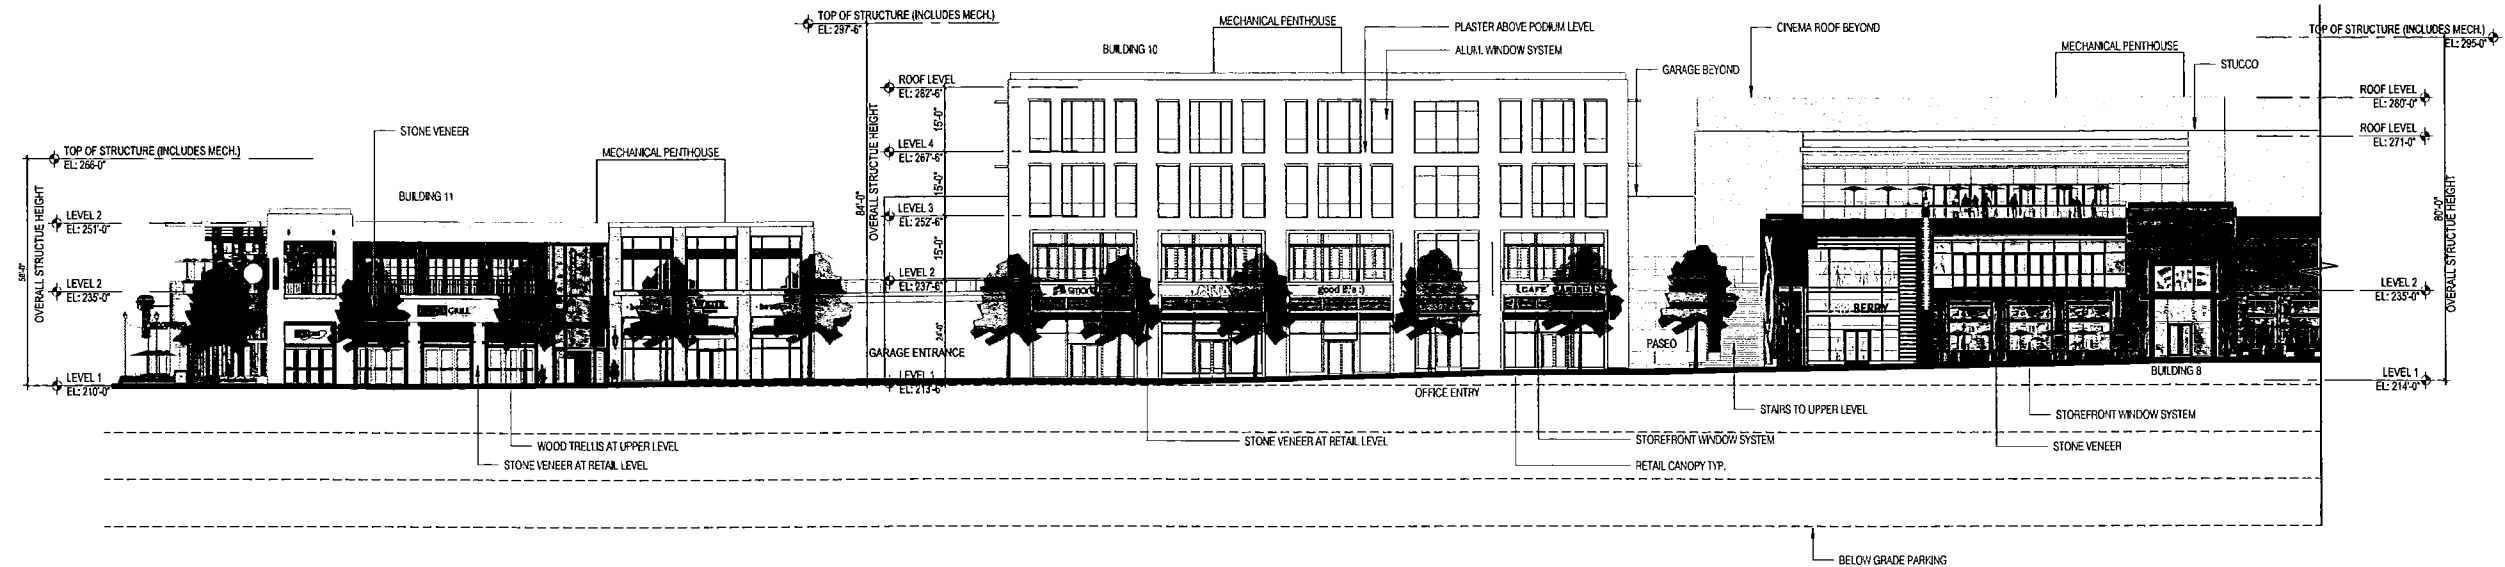 TOP OF STRUCTURE (INCLUDES MECH.)
EL: 297'-6"
MECHANICAL PENTHOUSE
BUILDING 10
PLASTER ABOVE PODIUM LEVEL
ALUM. WINDOW SYSTEM
CINEMA ROOF BEYOND
GARAGE BEYOND
TOP OF STRUCTURE (INCLUDES MECH.)
EL: 295-0"
MECHANICAL PENTHOUSE
STUCCO
ROOF LEVEL
EL: 280'-0"
ROOF LEVEL
EL: 271-0"
ROOF LEVEL
EL: 262'-6"
15'-0"
LEVEL 4
EL: 267'-6"
15'-0"
LEVEL 3
EL: 252'-6"
15'-0"
LEVEL 2
EL: 237'-6"
24'-0"
84'-0"
OVERALL STRUCTUE HEIGHT
STONE VENEER
TOP OF STRUCTURE (INCLUDES MECH.)
EL: 266-0"
MECHANICAL PENTHOUSE
BUILDING 11
LEVEL 2
EL: 251'-0"
LEVEL 2
EL: 235'-0"
OVERALL STRUCTUE HEIGHT
GRILL
good
CAFE
BERRY
80'-0"
OVERALL STRUCTUE HEIGHT
LEVEL 2
EL: 235'-0"
GARAGE ENTRANCE
PASEO
LEVEL 1
EL: 210'-0"
LEVEL 1
EL: 213'-6"
OFFICE ENTRY
BUILDING 8
LEVEL 1
EL: 214'-0"
STAIRS TO UPPER LEVEL
STOREFRONT WINDOW SYSTEM
WOOD TRELLIS AT UPPER LEVEL
STONE VENEER AT RETAIL LEVEL
STOREFRONT WINDOW SYSTEM
STONE VENEER
STONE VENEER AT RETAIL LEVEL
RETAIL CANOPY TYP.
BELOW GRADE PARKING